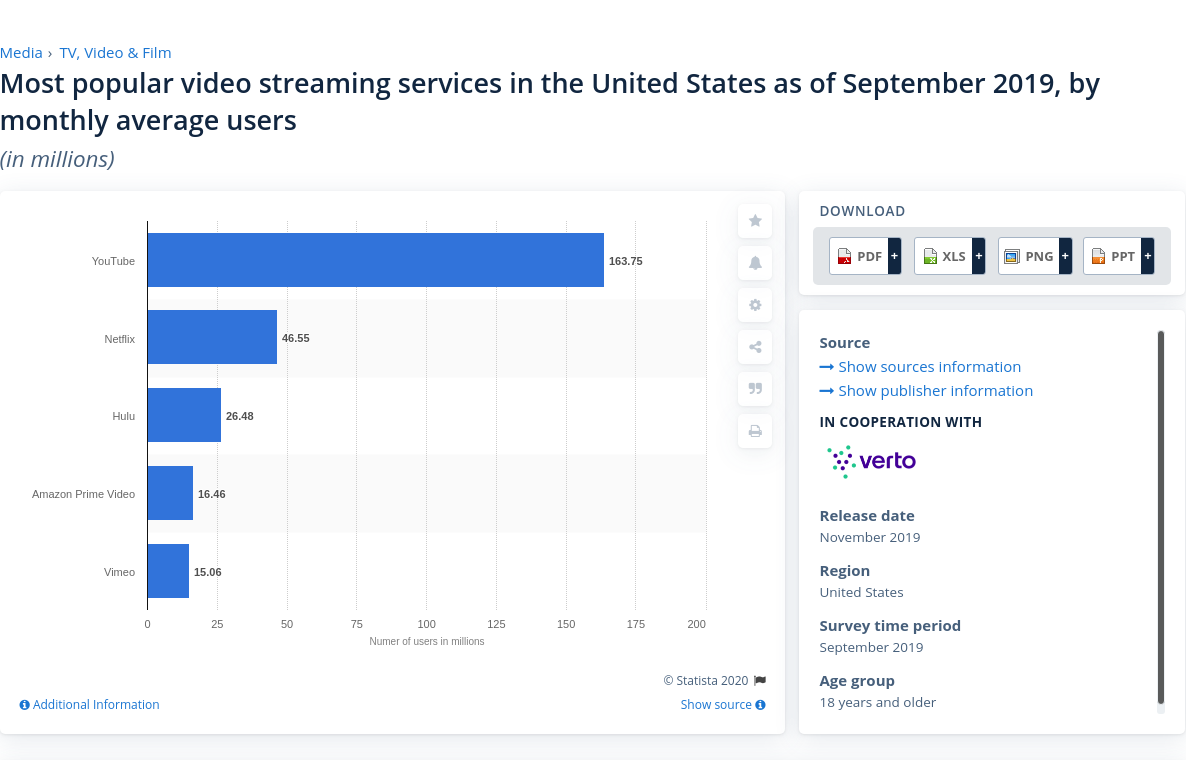 Media › TV, Video & Film
Most popular video streaming services in the United States as of September 2019, by
monthly average users
(in millions)
YouTube
163.75
Netflix
46.55
Hulu
26.48
Amazon Prime Video
16.46
Vimeo
15.06
0 25 50 75 100 125 150 175 200
Numer of users in millions
© Statista 2020
Additional Information
Show source
DOWNLOAD
PDF + XLS + PNG + PPT +
Source
Show sources information
Show publisher information
IN COOPERATION WITH
verto
Release date
November 2019
Region
United States
Survey time period
September 2019
Age group
18 years and older